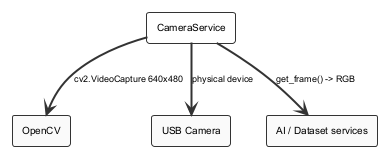 CameraService
cv2.VideoCapture 640x480
physical device
get_frame() -> RGB
OpenCV
USB Camera
AI / Dataset services